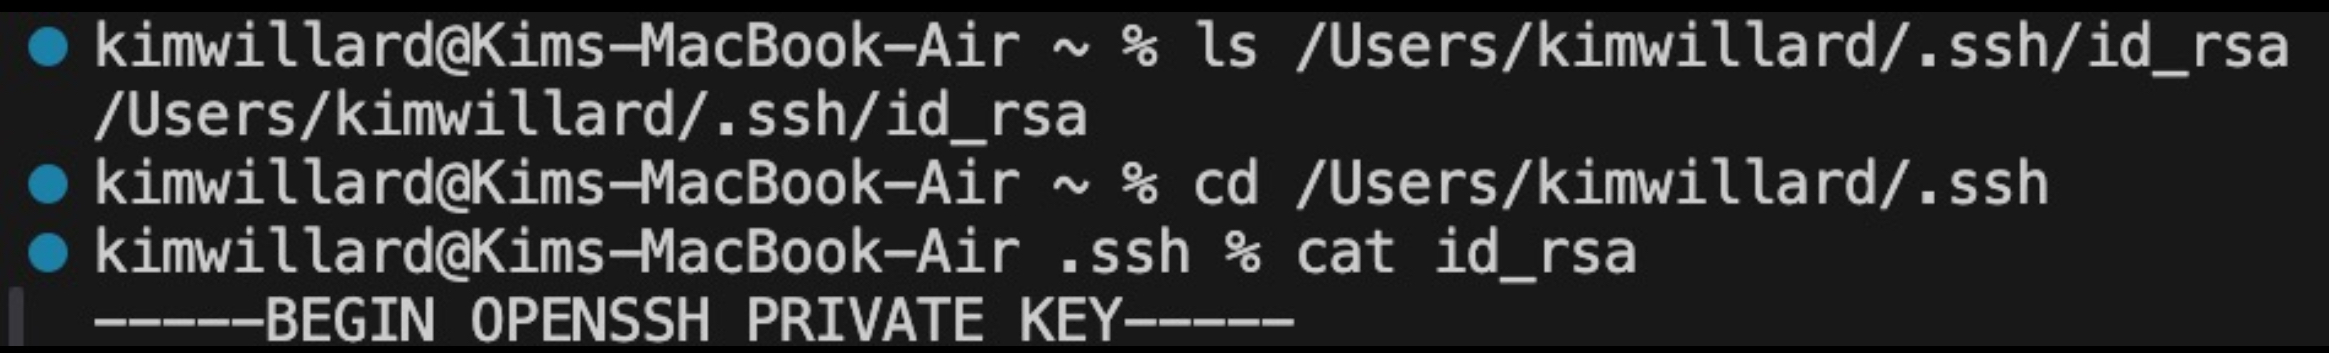 kimwillard@Kims-MacBook-Air ~ % ls /Users/kimwillard/.ssh/id_rsa
/Users/kimwillard/.ssh/id_rsa
kimwillard@Kims-MacBook-Air ~ % cd /Users/kimwillard/.ssh
kimwillard@Kims-MacBook-Air .ssh % cat id_rsa
-----BEGIN OPENSSH PRIVATE KEY-----